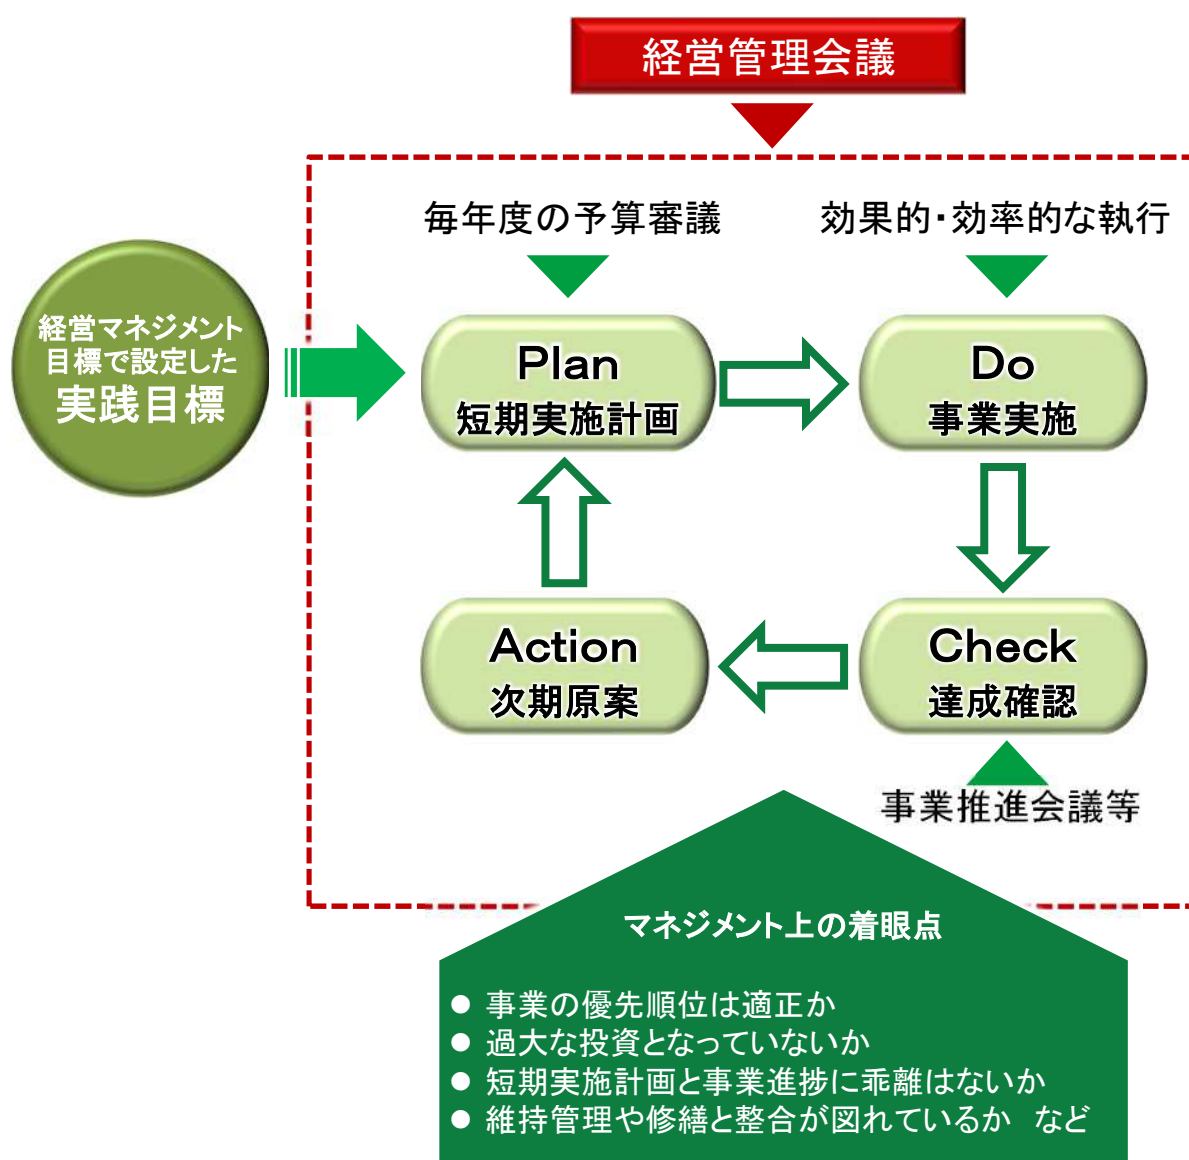 経営管理会議
毎年度の予算審議
効果的・効率的な執行
経営マネジメント
目標で設定した
実践目標
Plan
短期実施計画
Do
事業実施
Action
次期原案
Check
達成確認
事業推進会議等
マネジメント上の着眼点
● 事業の優先順位は適正か
● 過大な投資となっていないか
● 短期実施計画と事業進捗に乖離はないか
● 維持管理や修繕と整合が図れているか　など